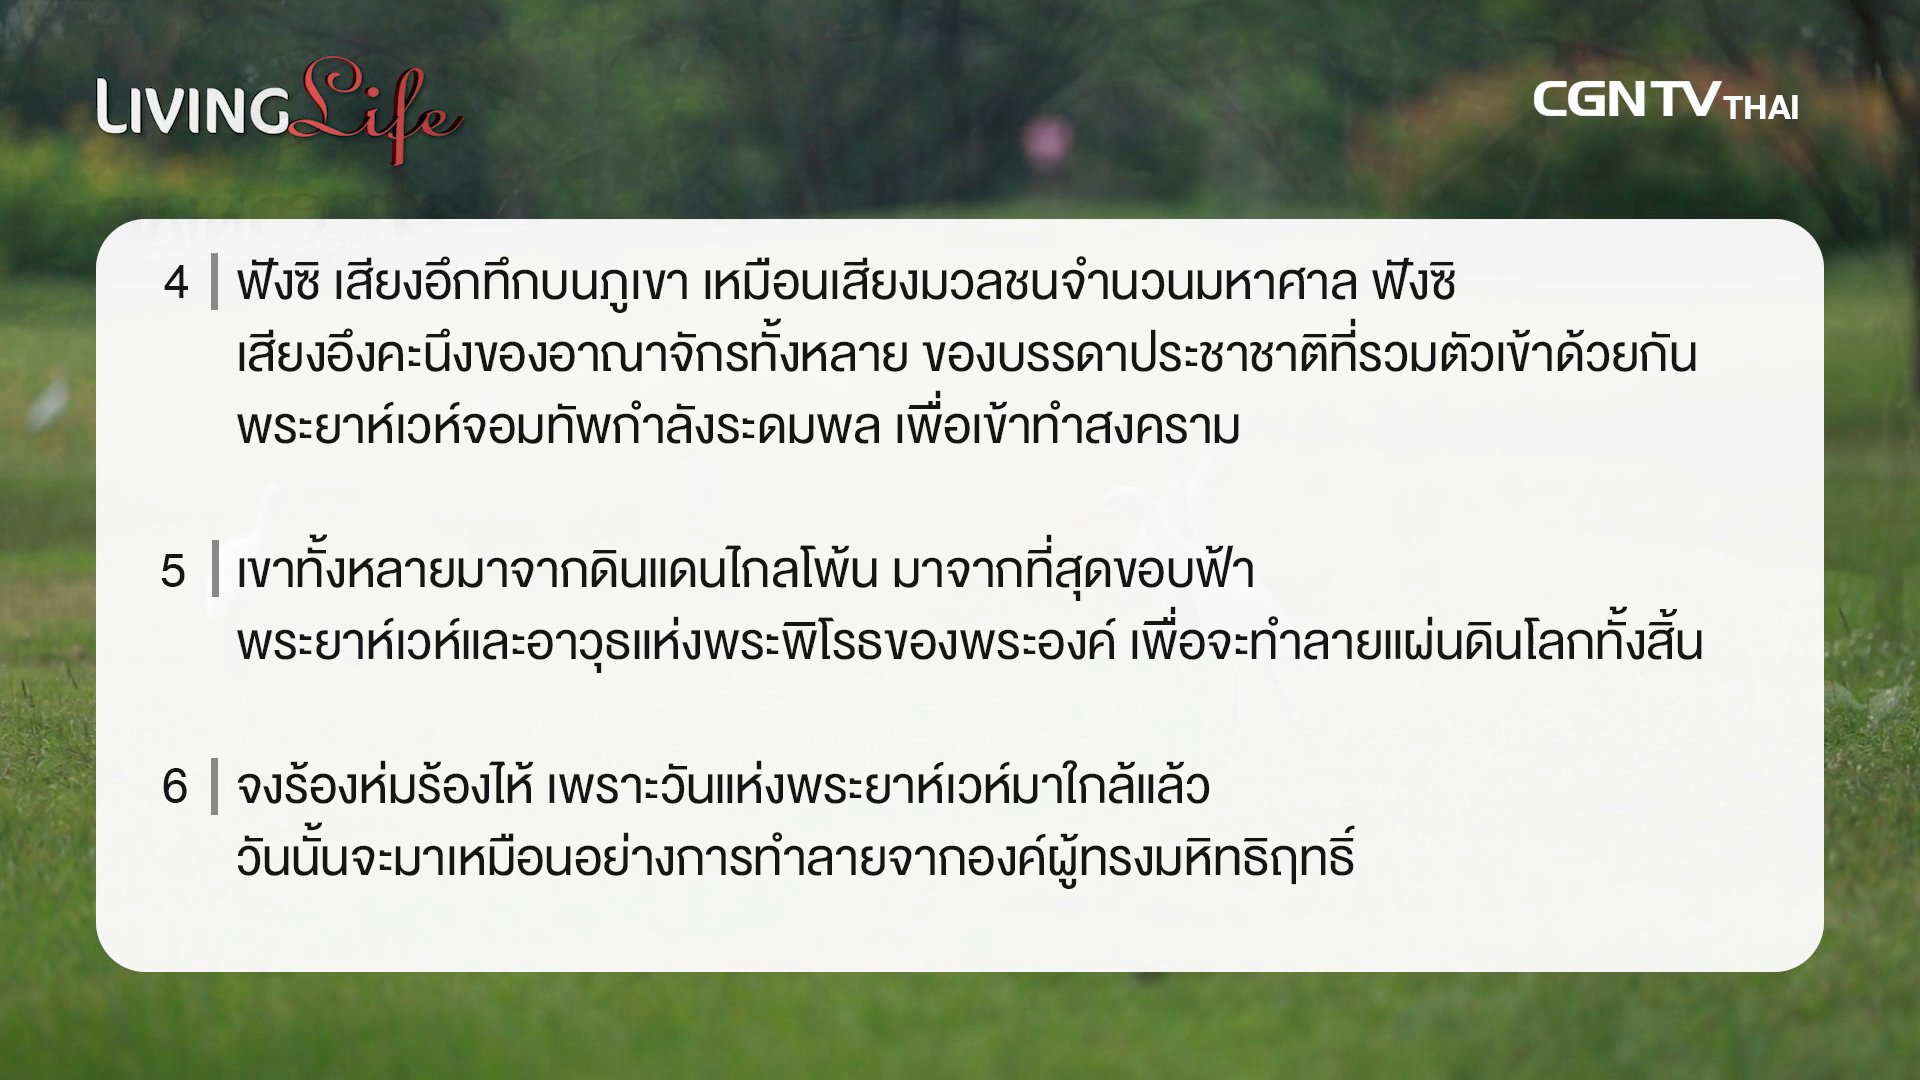 LIVING Life
CGNTV THAI
4 ฟังซิ เสียงอึกทึกบนภูเขา เหมือนเสียงมวลชนจำนวนมหาศาล ฟังซิ
เสียงอึงคะนึงของอาณาจักรทั้งหลาย ของบรรดาประชาชาติที่รวมตัวเข้าด้วยกัน
พระยาห์เวห์จอมทัพกำลังระดมพล เพื่อเข้าทำสงคราม
5 เขาทั้งหลายมาจากดินแดนไกลโพ้น มาจากที่สุดขอบฟ้า
พระยาห์เวห์และอาวุธแห่งพระพิโรธของพระองค์ เพื่อจะทำลายแผ่นดินโลกทั้งสิ้น
6 จงร้องห่มร้องไห้ เพราะวันแห่งพระยาห์เวห์มาใกล้แล้ว
วันนั้นจะมาเหมือนอย่างการทำลายจากองค์ผู้ทรงมหิทธิฤทธิ์